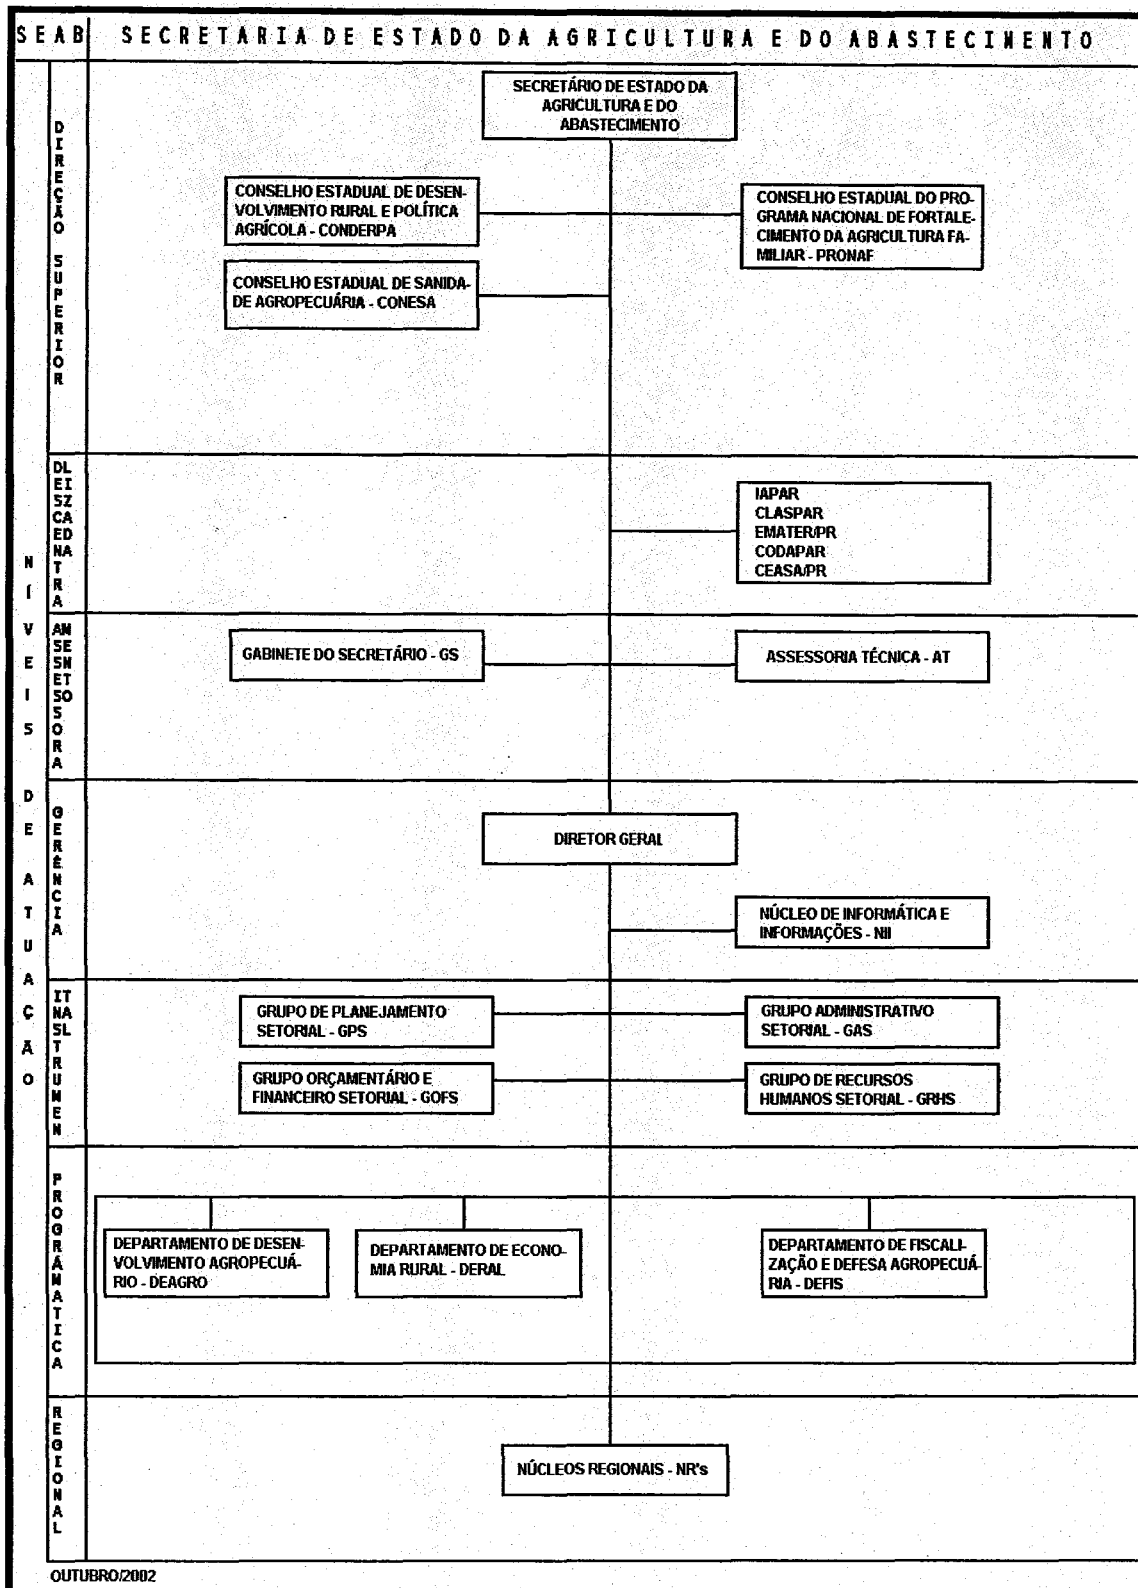 SEAB SECRETARIA DE ESTADO DA AGRICULTURA E DO ABASTECIMENTO
NÍVEIS DE ATUAÇÃO
DIREÇÃO SUPERIOR
SECRETÁRIO DE ESTADO DA
AGRICULTURA E DO
ABASTECIMENTO
CONSELHO ESTADUAL DE DESEN-
VOLVIMENTO RURAL E POLÍTICA
AGRÍCOLA - CONDERPA
CONSELHO ESTADUAL DO PRO-
GRAMA NACIONAL DE FORTALE-
CIMENTO DA AGRICULTURA FA-
MILIAR - PRONAF
CONSELHO ESTADUAL DE SANIDA-
DE AGROPECUÁRIA - CONESA
DESCENTRALIZADA
IAPAR
CLASPAR
EMATER/PR
CODAPAR
CEASA/PR
ASSESSORAMENTO
GABINETE DO SECRETÁRIO - GS
ASSESSORIA TÉCNICA - AT
GERÊNCIA
DIRETOR GERAL
NÚCLEO DE INFORMÁTICA E
INFORMAÇÕES - NII
INSTRUMENTAL
GRUPO DE PLANEJAMENTO
SETORIAL - GPS
GRUPO ADMINISTRATIVO
SETORIAL - GAS
GRUPO ORÇAMENTÁRIO E
FINANCEIRO SETORIAL - GOFS
GRUPO DE RECURSOS
HUMANOS SETORIAL - GRHS
PROGRAMATICA
DEPARTAMENTO DE DESEN-
VOLVIMENTO AGROPECUÁ-
RIO - DEAGRO
DEPARTAMENTO DE ECONO-
MIA RURAL - DERAL
DEPARTAMENTO DE FISCALI-
ZAÇÃO E DEFESA AGROPECUÁ-
RIA - DEFIS
REGIONAL
NÚCLEOS REGIONAIS - NR's
OUTUBRO/2002